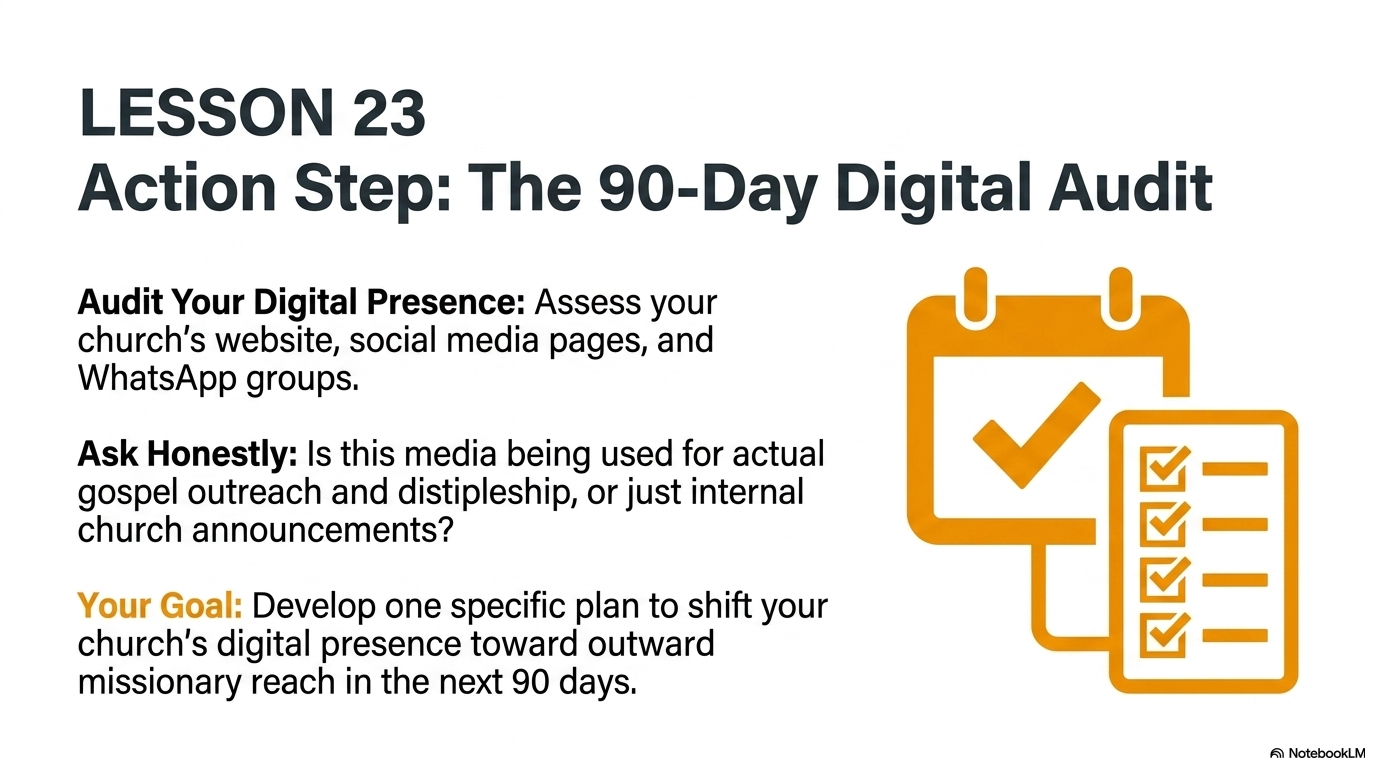 LESSON 23
Action Step: The 90-Day Digital Audit
Audit Your Digital Presence: Assess your
church's website, social media pages, and
WhatsApp groups.
Ask Honestly: Is this media being used for actual
gospel outreach and distipleship, or just internal
church announcements?
Your Goal: Develop one specific plan to shift your
church's digital presence toward outward
missionary reach in the next 90 days.
NotebookLM